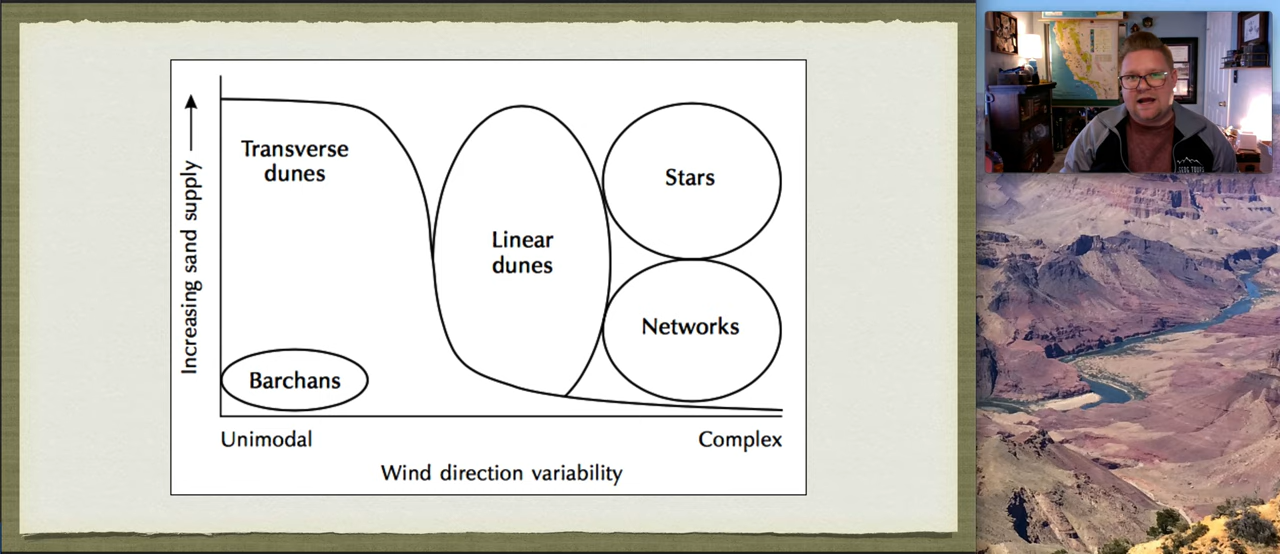 Increasing sand supply
Transverse
dunes
Linear
dunes
Stars
Networks
Barchans
Unimodal
Complex
Wind direction variability